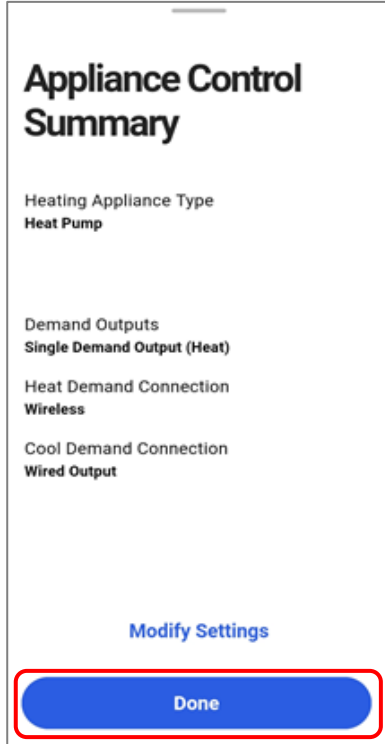 Appliance Control
Summary
Heating Appliance Type
Heat Pump
Demand Outputs
Single Demand Output (Heat)
Heat Demand Connection
Wireless
Cool Demand Connection
Wired Output
Modify Settings
Done